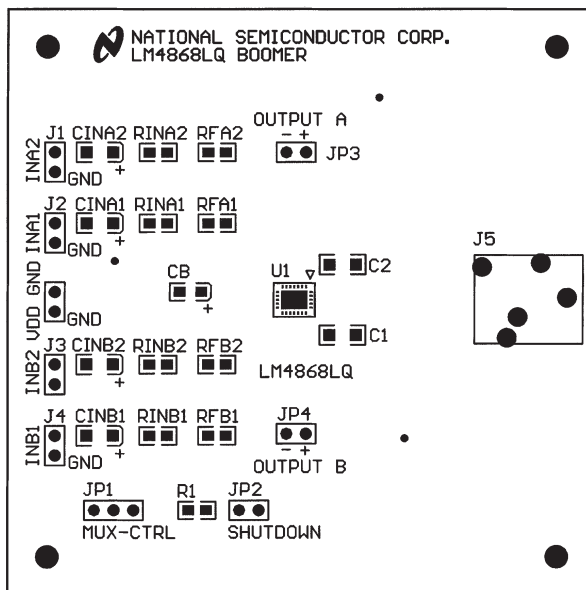 NATIONAL SEMICONDUCTOR CORP.
LM4868LQ BOOMER
OUTPUT A
- +
JP3
J1 CINA2 RINA2 RFA2
INA2
GND
+
J2 CINA1 RINA1 RFA1
INA1
GND
+
J5
GND
VDD
GND
CB
+
U1
C2
C1
J3 CINB2 RINB2 RFB2
INB2
+
LM4868LQ
J4 CINB1 RINB1 RFB1
INB1
GND
+
JP4
- +
OUTPUT B
JP1
MUX-CTRL
R1
JP2
SHUTDOWN